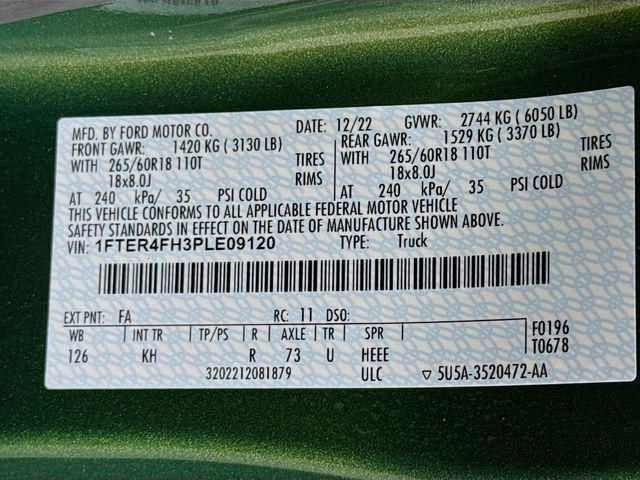 MFD. BY FORD MOTOR CO. DATE: 12/22 GVWR: 2744 KG ( 6050 LB)
FRONT GAWR: 1420 KG ( 3130 LB) REAR GAWR: 1529 KG ( 3370 LB)
WITH 265/60R18 110T TIRES WITH 265/60R18 110T TIRES
18x8.0J RIMS 18x8.0J RIMS
AT 240 kPa/ 35 PSI COLD AT 240 kPa/ 35 PSI COLD
THIS VEHICLE CONFORMS TO ALL APPLICABLE FEDERAL MOTOR VEHICLE
SAFETY STANDARDS IN EFFECT ON THE DATE OF MANUFACTURE SHOWN ABOVE.
VIN: 1FTER4FH3PLE09120 TYPE: Truck
EXT PNT: FA RC: 11 DSO:
WB INT TR TP/PS R AXLE TR SPR F0196
126 KH R 73 U HEEE T0678
3202212081879 ULC ▽ 5U5A-3520472-AA